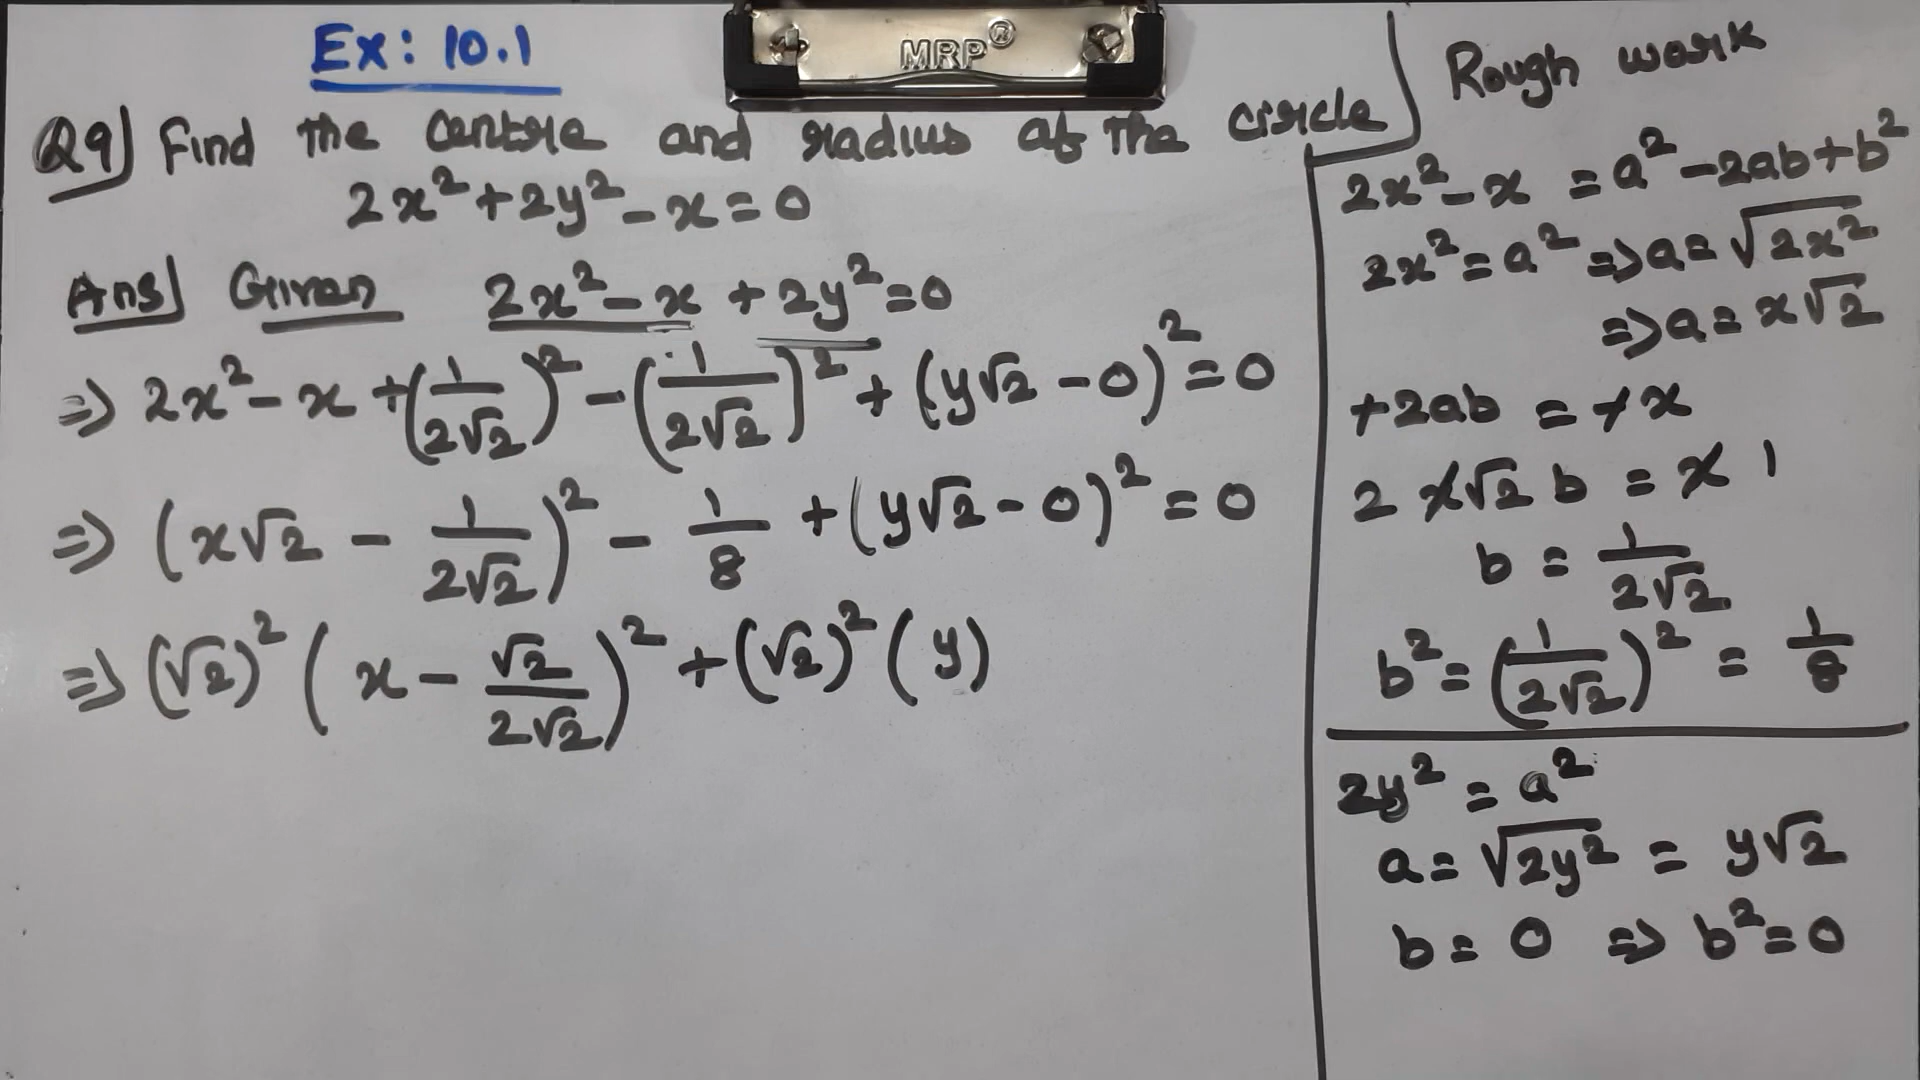 Ex: 10.1
MRP®
Q9) Find the centre and radius of the circle
2x²+2y²-x=0
Ans) Given 2x²-x+2y²=0
⇒ 2x²-x+(1/2√2)²-(1/2√2)²+(y√2-0)²=0
⇒ (x√2-1/2√2)²-1/8+(y√2-0)²=0
⇒ (√2)²(x-√2/2√2)²+(√2)²(y)
Rough work
2x²-x=a²-2ab+b²
2x²=a²⇒a=√2x²
⇒a=x√2
+2ab=+x
2x√2b=x 1
b=1/2√2
b²=(1/2√2)²=1/8
2y²=a²
a=√2y²=y√2
b=0⇒b²=0